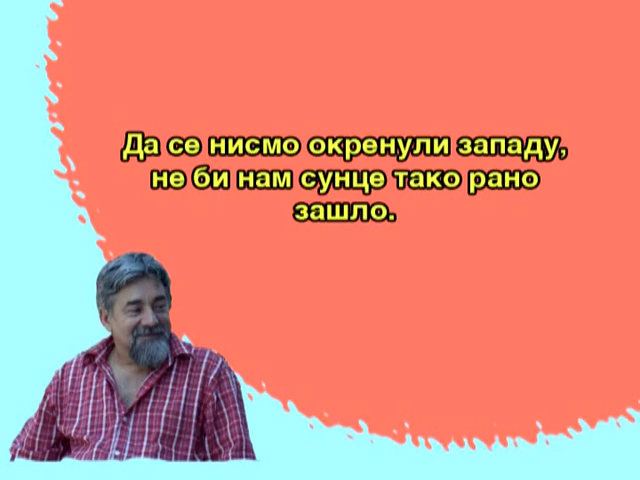 Да се нисмо окренули западу,
не би нам сунце тако рано
зашло.